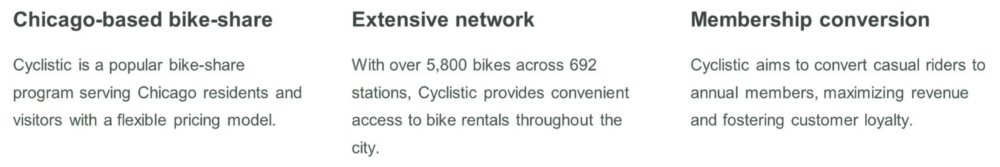 Chicago-based bike-share
Cyclistic is a popular bike-share
program serving Chicago residents and
visitors with a flexible pricing model.
Extensive network
With over 5,800 bikes across 692
stations, Cyclistic provides convenient
access to bike rentals throughout the
city.
Membership conversion
Cyclistic aims to convert casual riders to
annual members, maximizing revenue
and fostering customer loyalty.